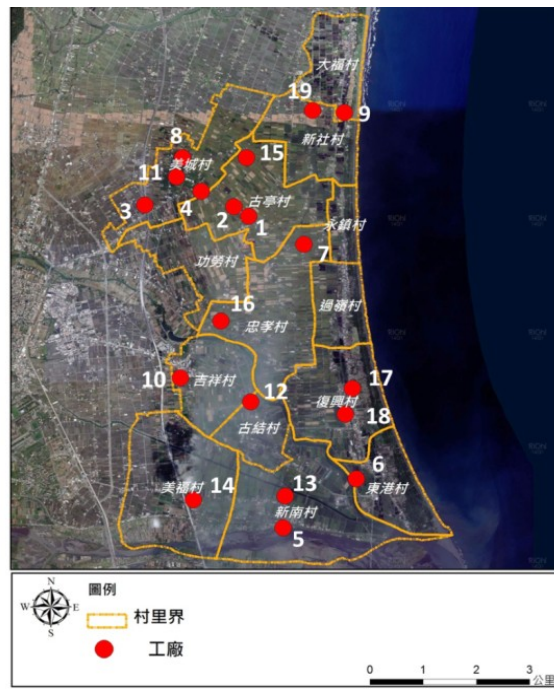 大福村
19
9
新社村
8
美城村
15
11
3
4
2
古亭村
1
永鎮村
7
功勞村
過嶺村
16
忠孝村
10
吉祥村
12
17
復興村
18
古結村
6
東港村
美福村
14
13
新南村
5
圖例
N
W
E
S
村里界
工廠
0
1
2
3
公里